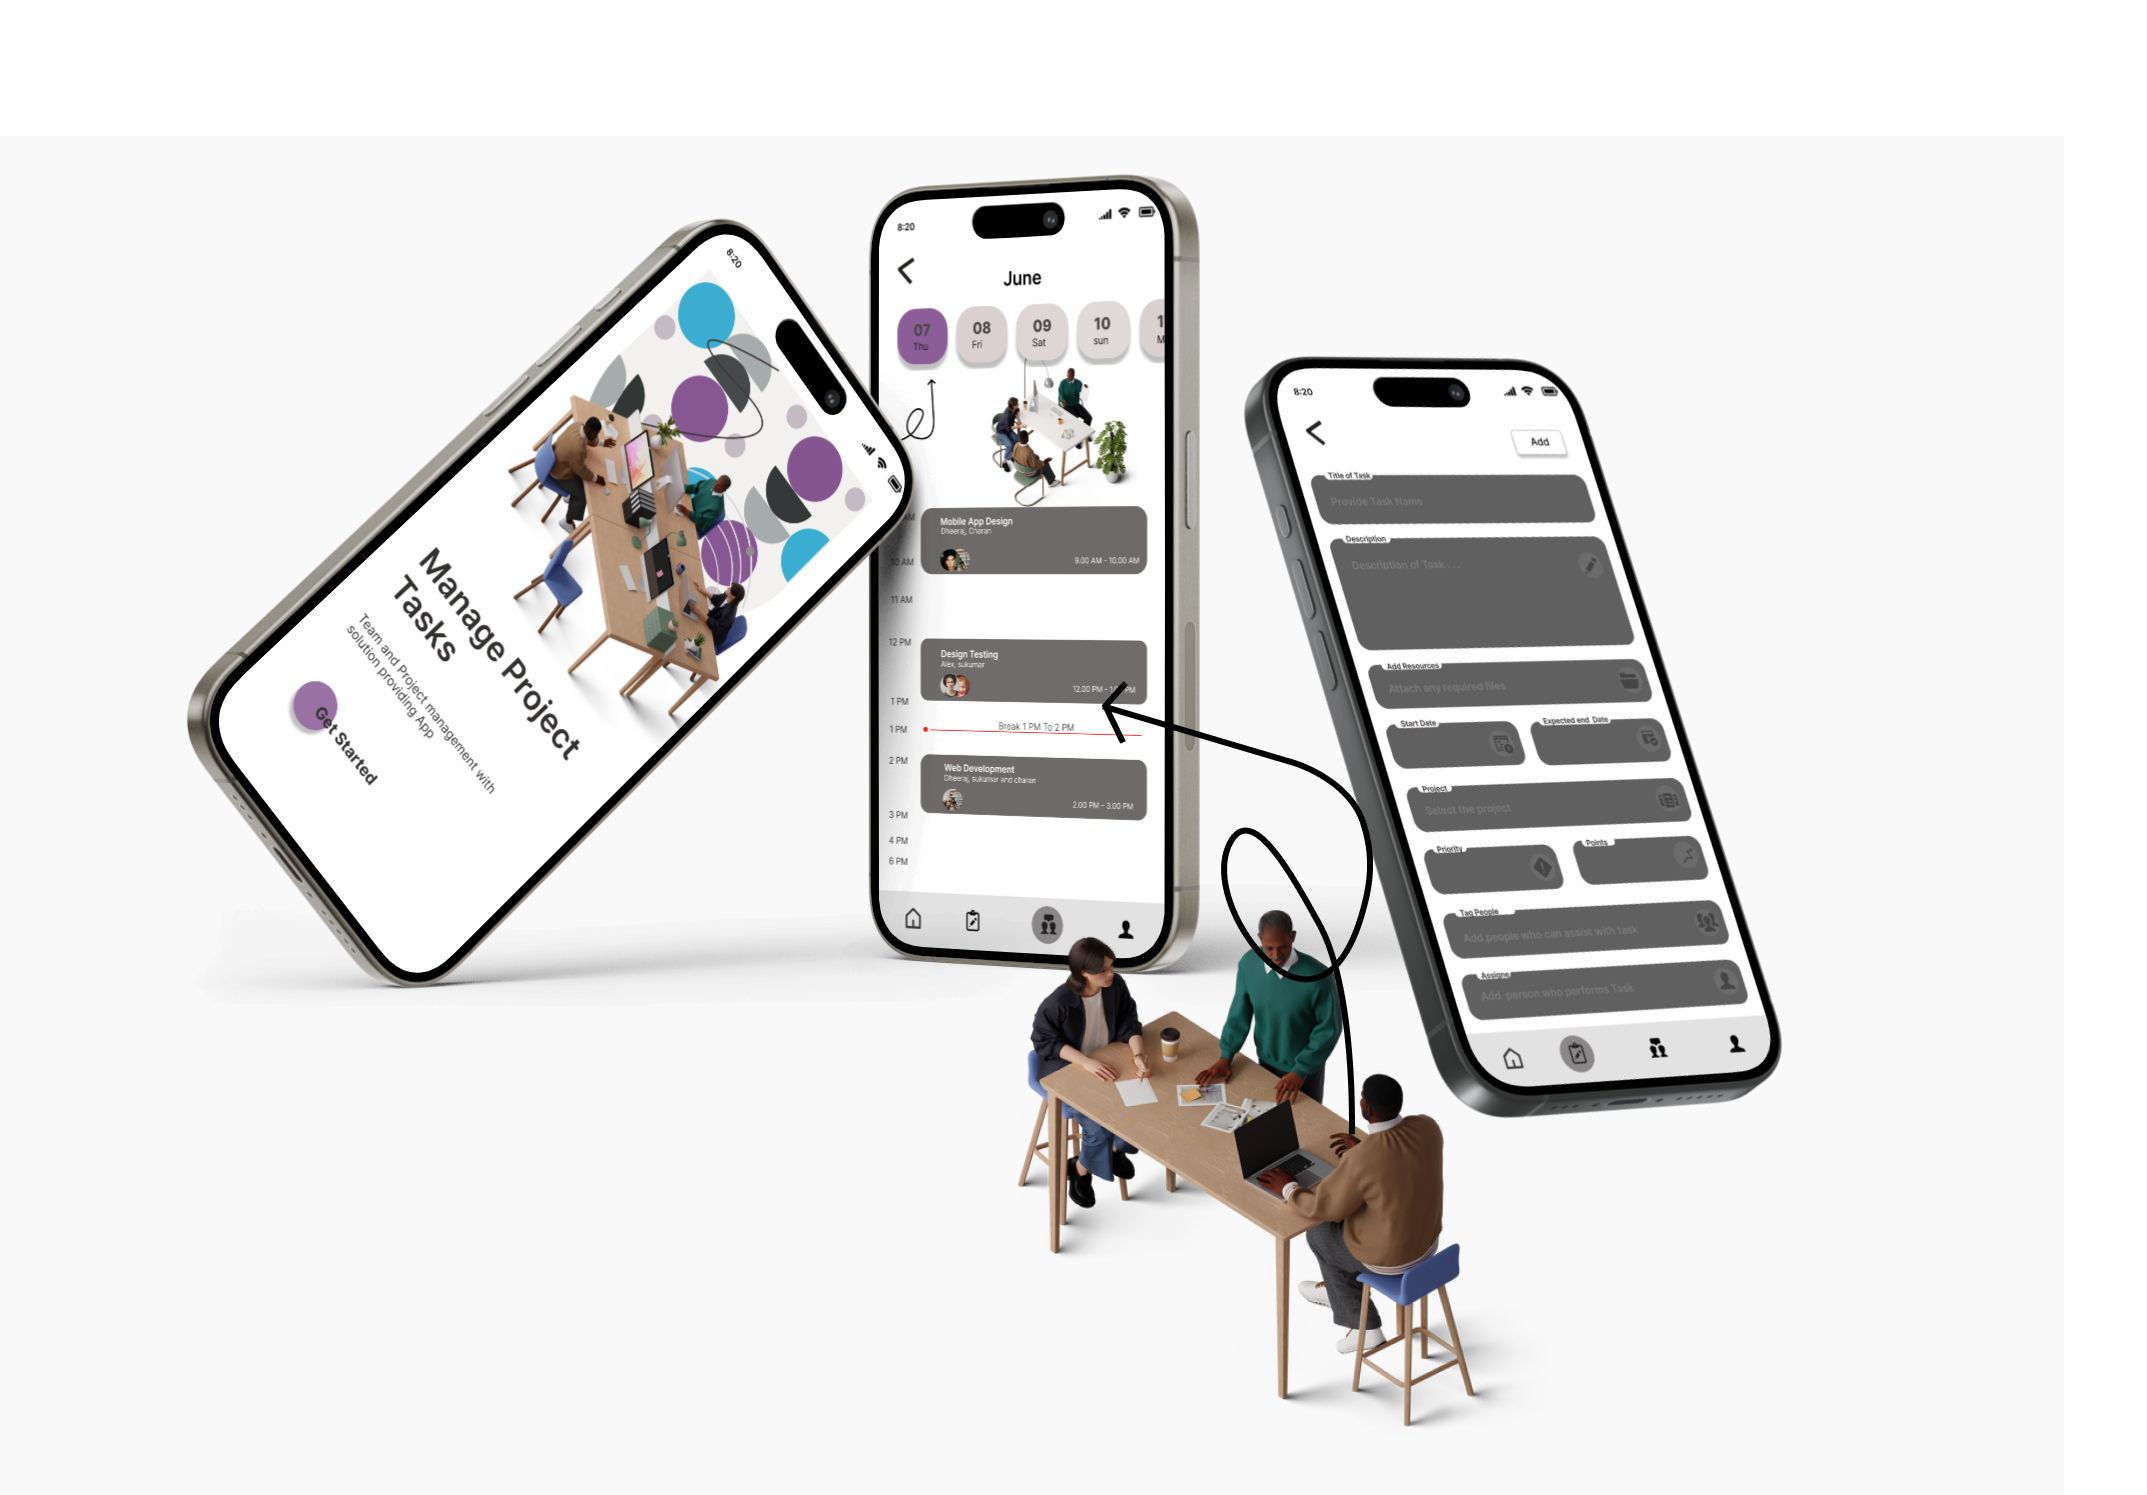 8:20
Manage Project
Tasks
Team and Project management with
solution providing App
Get Started
8:20
June
07
Thu
08
Fri
09
Sat
10
sun
AM
Mobile App Design
Dheeraj, Charan
9.00 AM - 10.00 AM
10 AM
11 AM
12 PM
Design Testing
Alex, sukumar
12.00 PM -
PM
1 PM
1 PM
Break 1 PM To 2 PM
2 PM
Web Development
Dheeraj, sukumar and charan
2.00 PM - 3.00 PM
3 PM
4 PM
6 PM
8:20
Add
Title of Task
Provide Task Name
Description
Description of Task . . .
Add Resources
Attach any required files
Start Date
Expected end Date
Project
Select the project
Priority
Points
Tag People
Add people who can assist with task
Assigne
Add person who performs Task